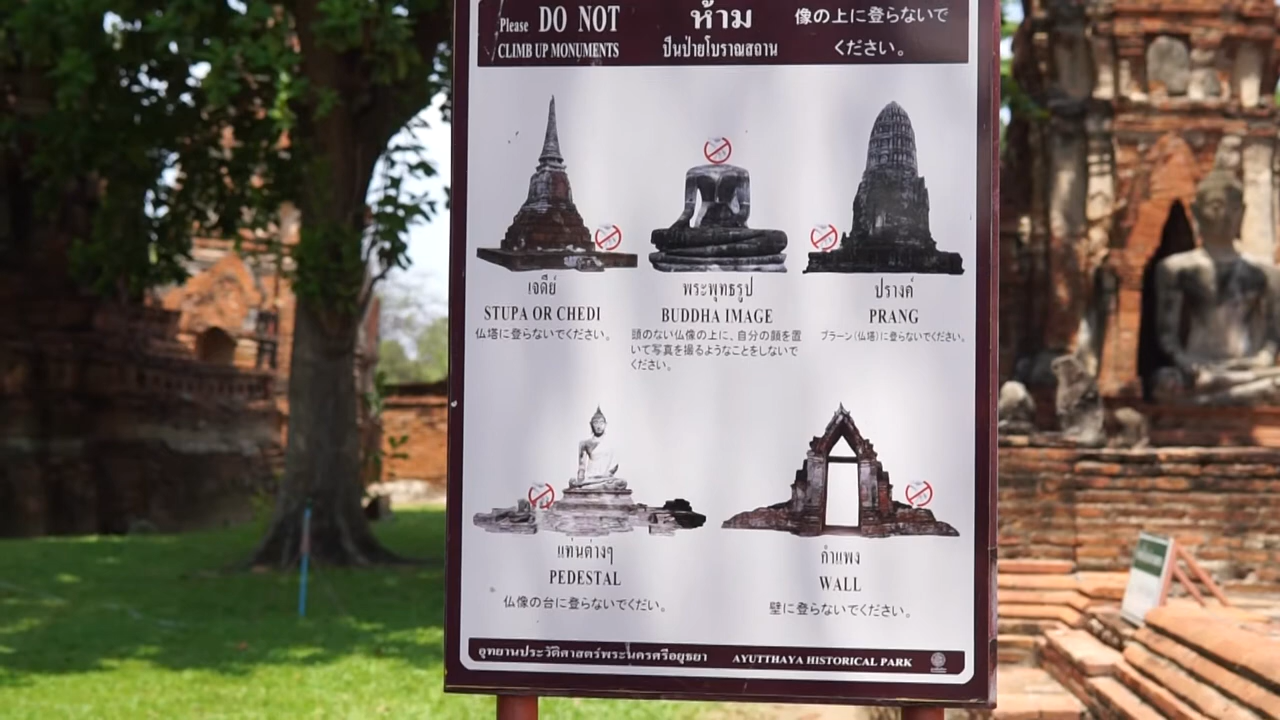 Please DO NOT
CLIMB UP MONUMENTS
ห้าม
ปีนป่ายโบราณสถาน
像の上に登らないで
ください。
เจดีย์
STUPA OR CHEDI
仏塔に登らないでください。
พระพุทธรูป
BUDDHA IMAGE
頭のない仏像の上に、自分の顔を置
いて写真を撮るようなことをしないで
ください。
ปรางค์
PRANG
プラーン(仏塔)に登らないでください。
แท่นต่างๆ
PEDESTAL
仏像の台に登らないでくだい。
กำแพง
WALL
壁に登らないでください。
อุทยานประวัติศาสตร์พระนครศรีอยุธยา AYUTTHAYA HISTORICAL PARK